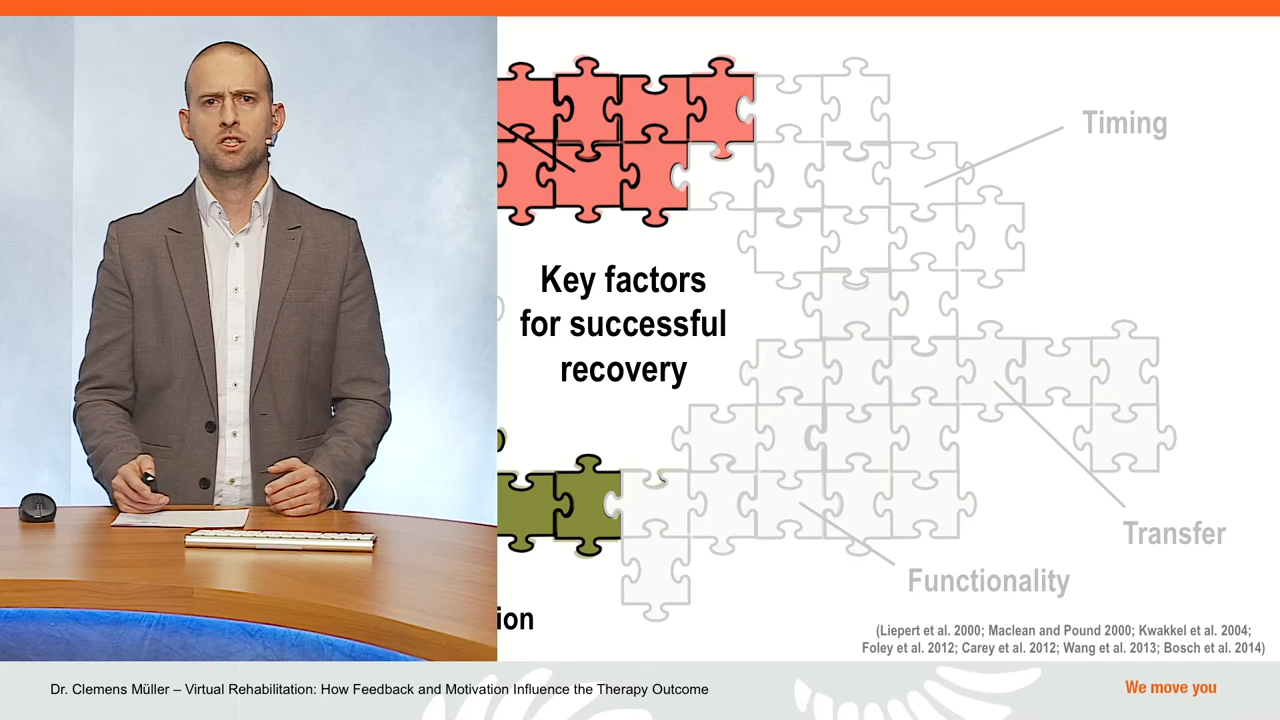 Timing
Key factors
for successful
recovery
Transfer
Functionality
ion
(Liepert et al. 2000; Maclean and Pound 2000; Kwakkel et al. 2004;
Foley et al. 2012; Carey et al. 2012; Wang et al. 2013; Bosch et al. 2014)
Dr. Clemens Müller – Virtual Rehabilitation: How Feedback and Motivation Influence the Therapy Outcome
We move you